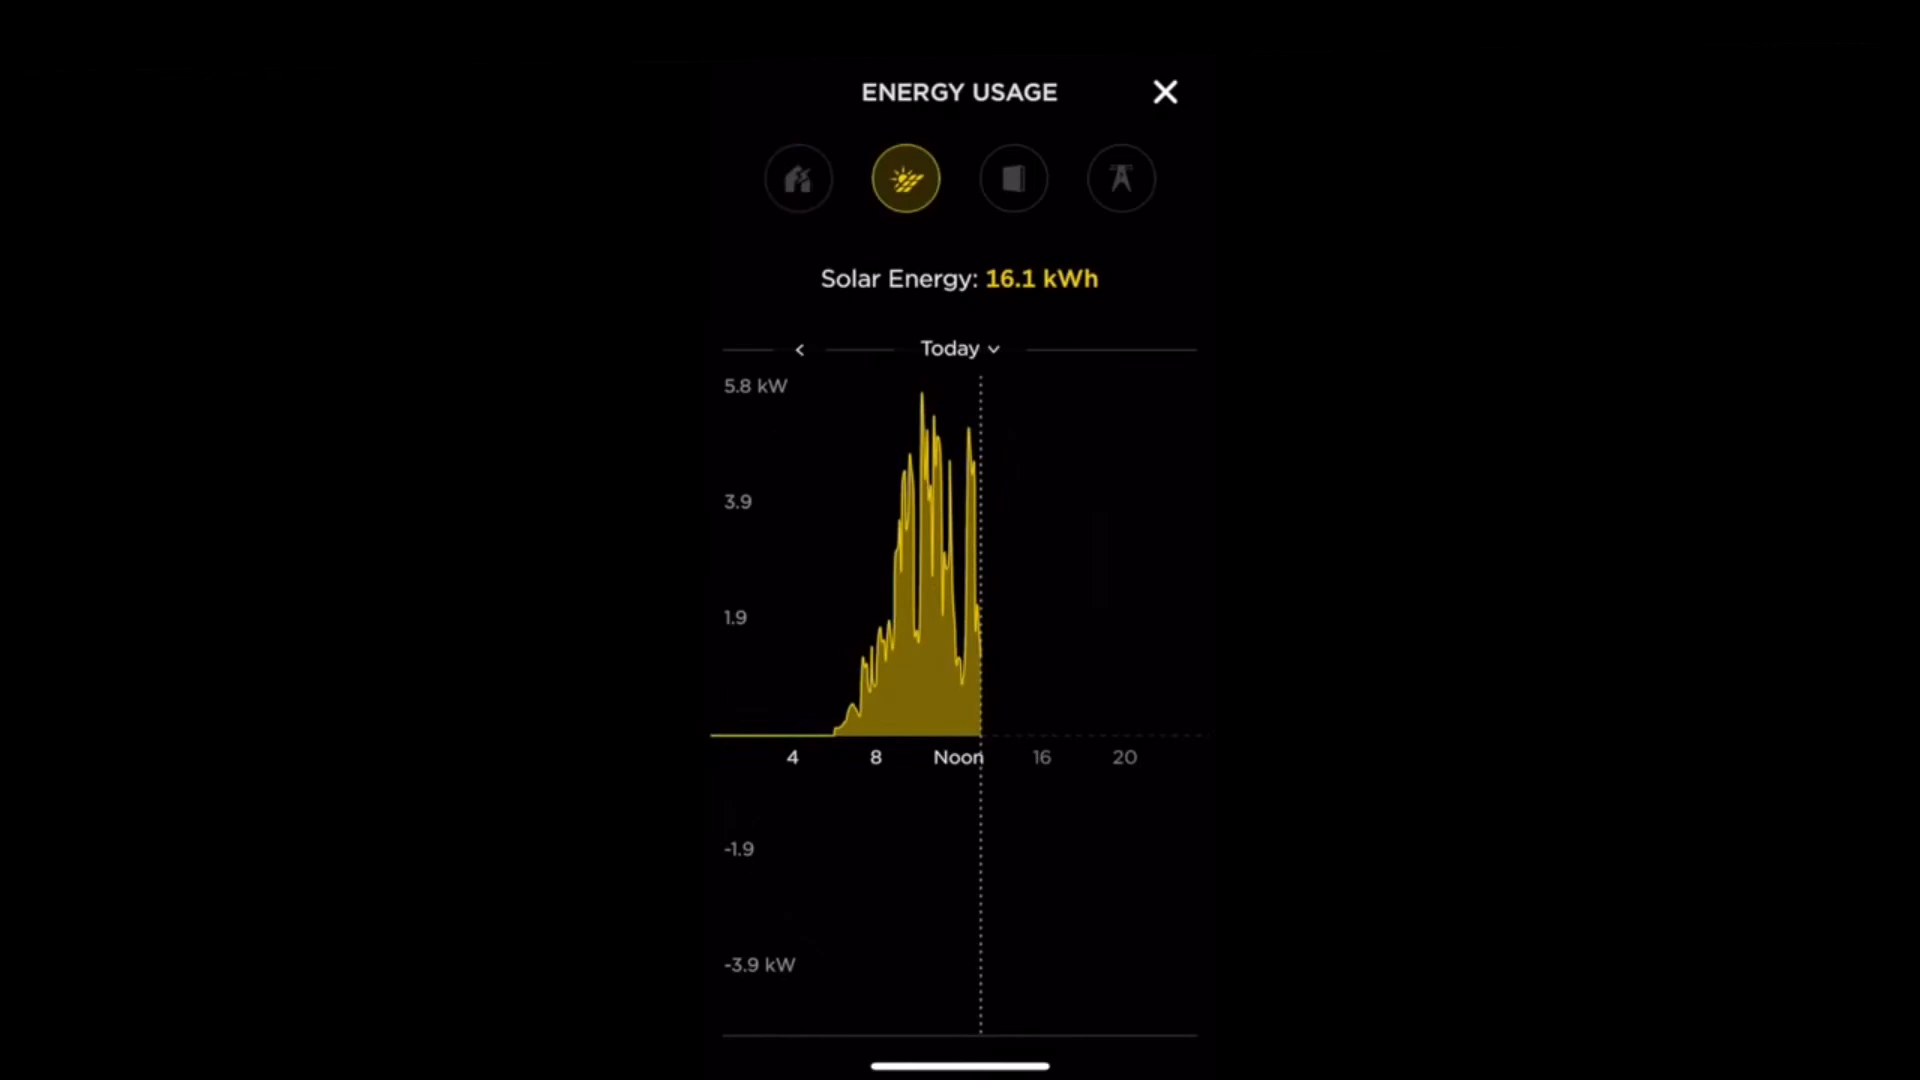 ENERGY USAGE
Solar Energy: 16.1 kWh
Today
5.8 kW
3.9
1.9
4 8 Noon 16 20
-1.9
-3.9 kW